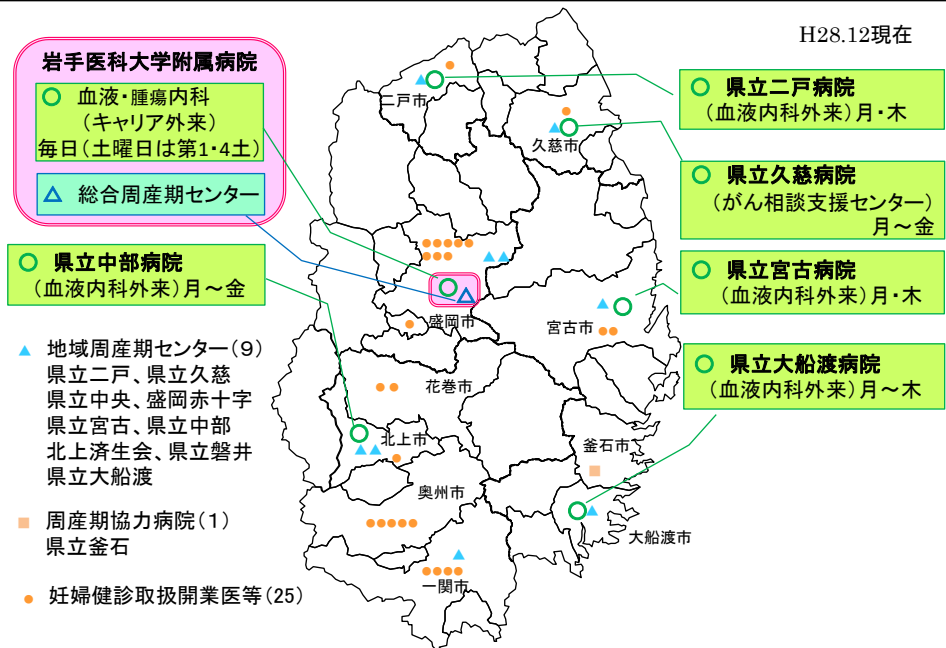 H28.12現在
岩手医科大学附属病院
血液・腫瘍内科
(キャリア外来)
毎日(土曜日は第1・4土)
総合周産期センター
県立中部病院
(血液内科外来)月～金
地域周産期センター(9)
県立二戸、県立久慈
県立中央、盛岡赤十字
県立宮古、県立中部
北上済生会、県立磐井
県立大船渡
周産期協力病院(1)
県立釜石
妊婦健診取扱開業医等(25)
二戸市
久慈市
盛岡市
宮古市
花巻市
北上市
釜石市
奥州市
大船渡市
一関市
県立二戸病院
(血液内科外来)月・木
県立久慈病院
(がん相談支援センター)
月～金
県立宮古病院
(血液内科外来)月・木
県立大船渡病院
(血液内科外来)月～木